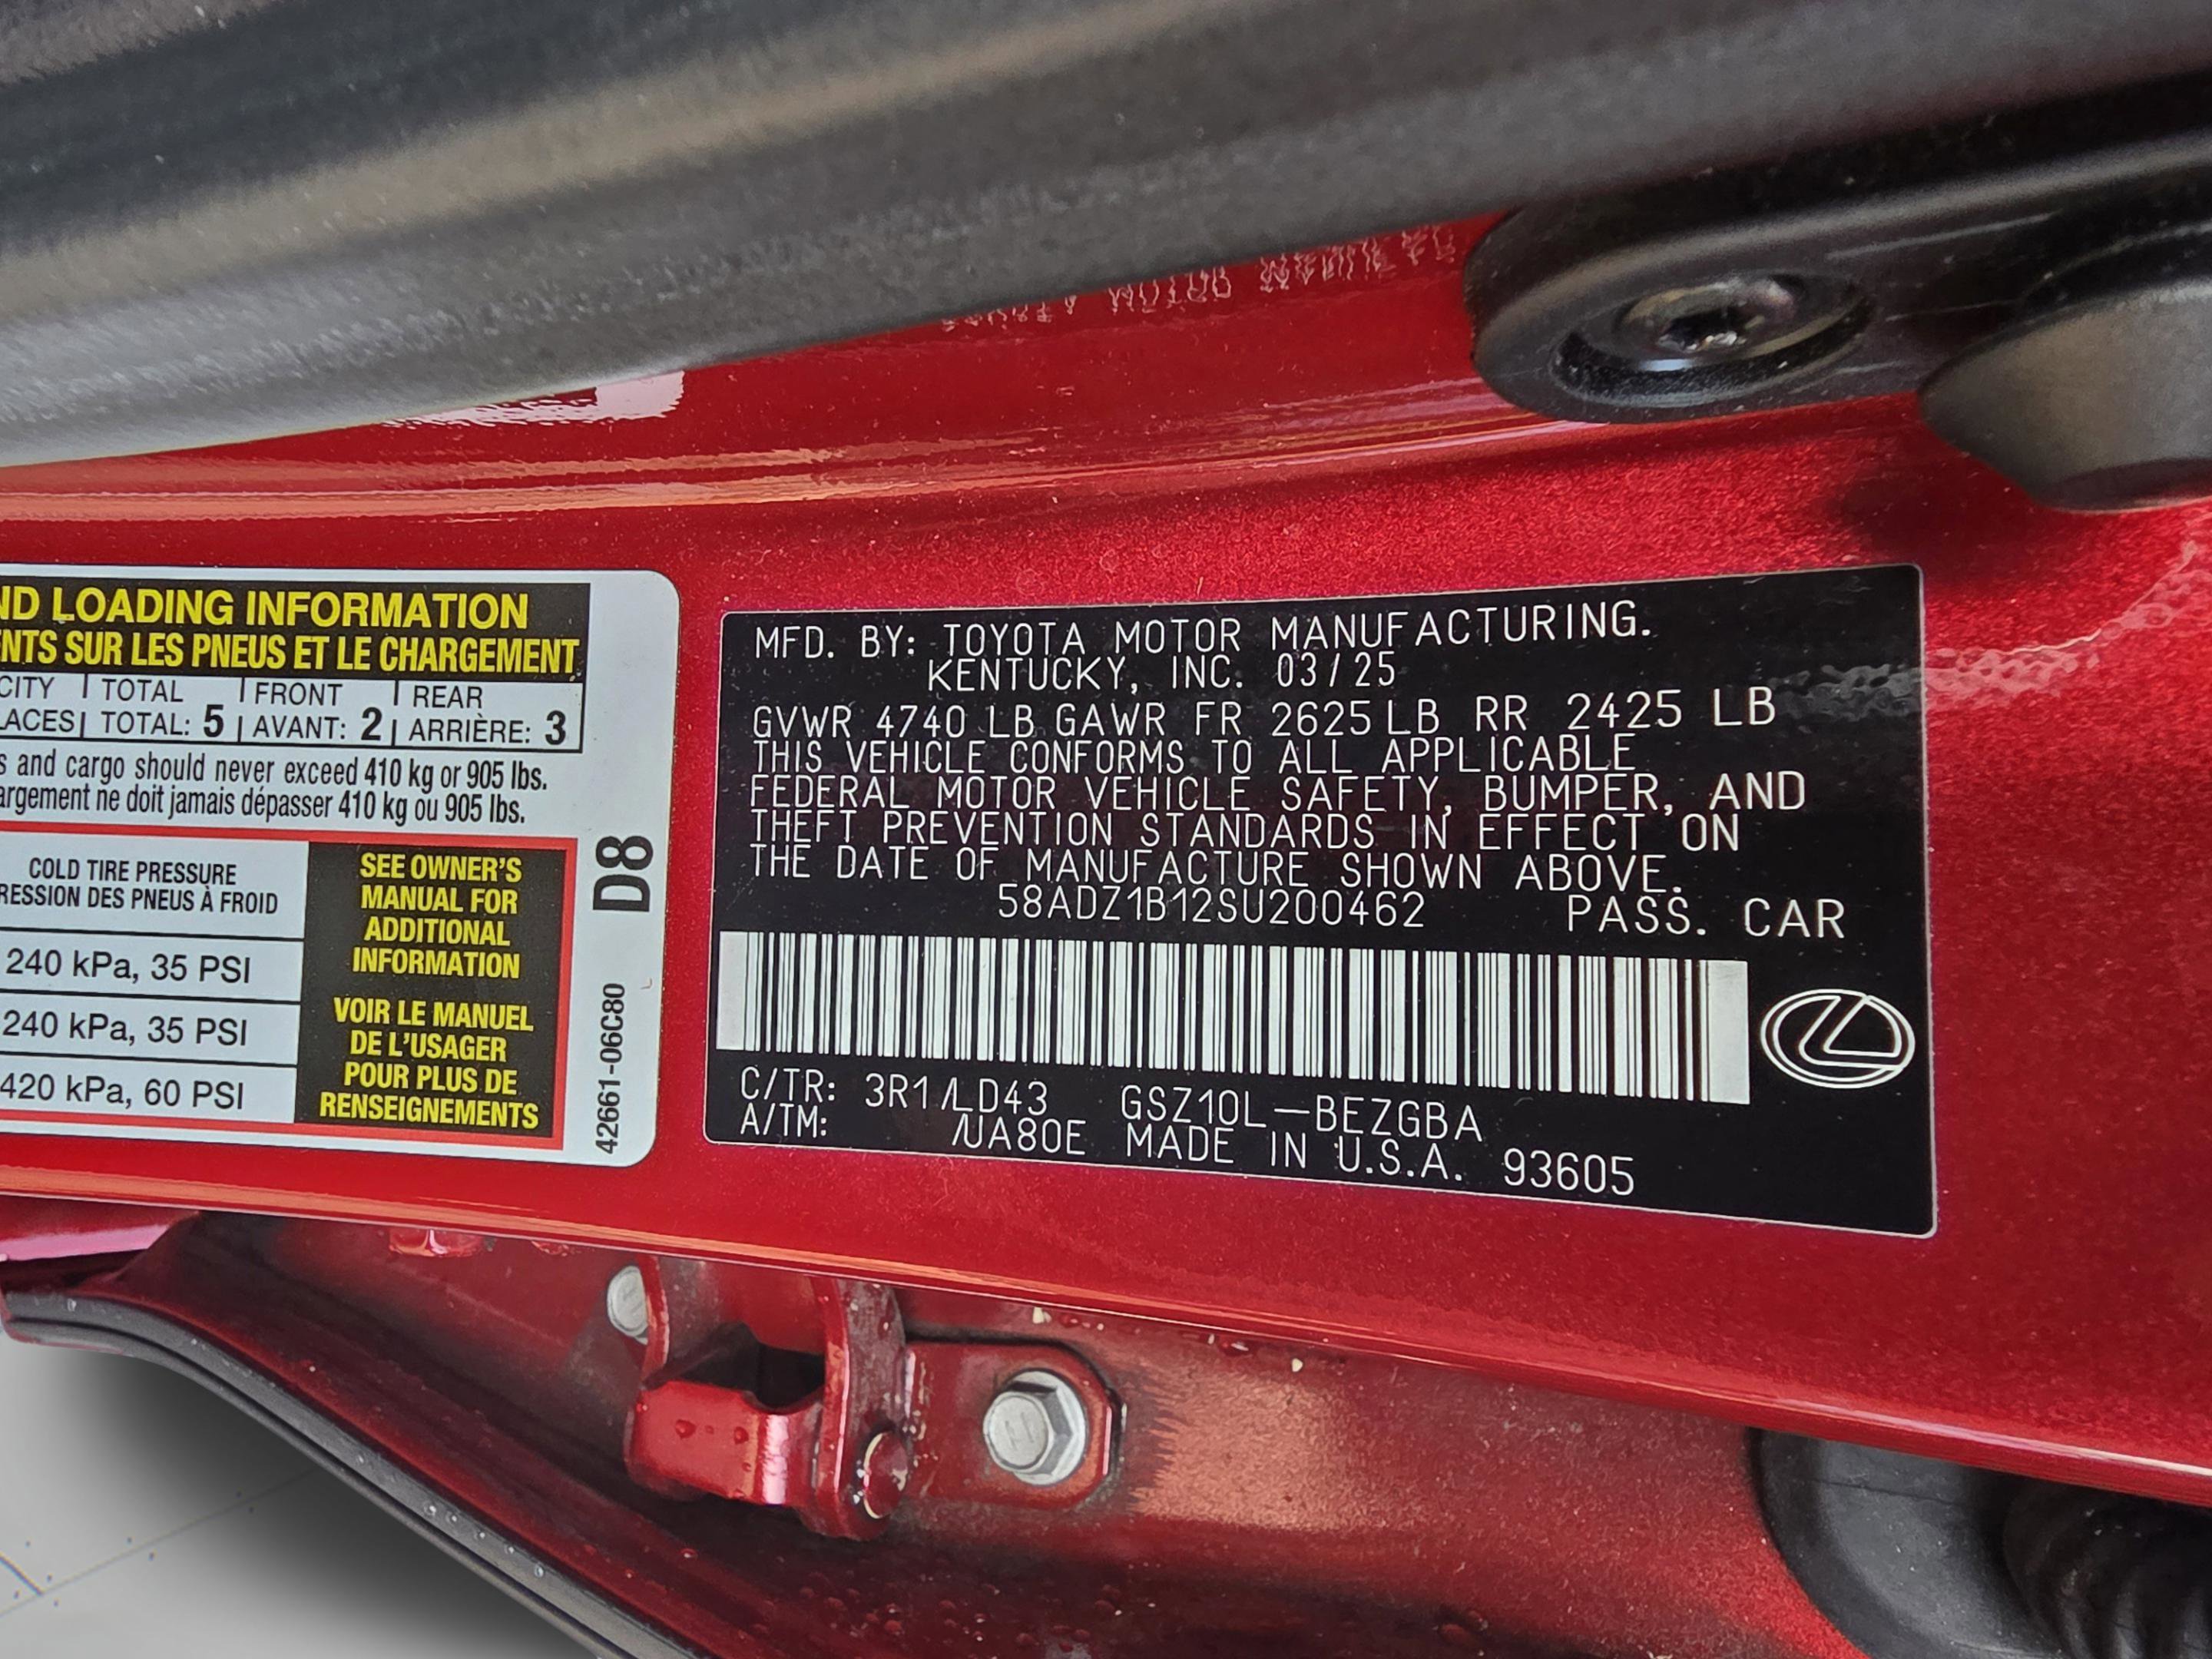 ND LOADING INFORMATION
ENTS SUR LES PNEUS ET LE CHARGEMENT
CITY | TOTAL | FRONT | REAR
LACES | TOTAL: 5 | AVANT: 2 | ARRIÈRE: 3
s and cargo should never exceed 410 kg or 905 lbs.
argement ne doit jamais dépasser 410 kg ou 905 lbs.
COLD TIRE PRESSURE
RESSION DES PNEUS À FROID
240 kPa, 35 PSI
240 kPa, 35 PSI
420 kPa, 60 PSI
SEE OWNER'S
MANUAL FOR
ADDITIONAL
INFORMATION
VOIR LE MANUEL
DE L'USAGER
POUR PLUS DE
RENSEIGNEMENTS
D8
42661-06C80
MFD. BY: TOYOTA MOTOR MANUFACTURING.
KENTUCKY, INC. 03/25
GVWR 4740 LB GAWR FR 2625 LB RR 2425 LB
THIS VEHICLE CONFORMS TO ALL APPLICABLE
FEDERAL MOTOR VEHICLE SAFETY, BUMPER, AND
THEFT PREVENTION STANDARDS IN EFFECT ON
THE DATE OF MANUFACTURE SHOWN ABOVE.
58ADZ1B12SU200462 PASS. CAR
C/TR: 3R1/LD43 GSZ10L-BEZGBA
A/TM: /UA80E MADE IN U.S.A. 93605